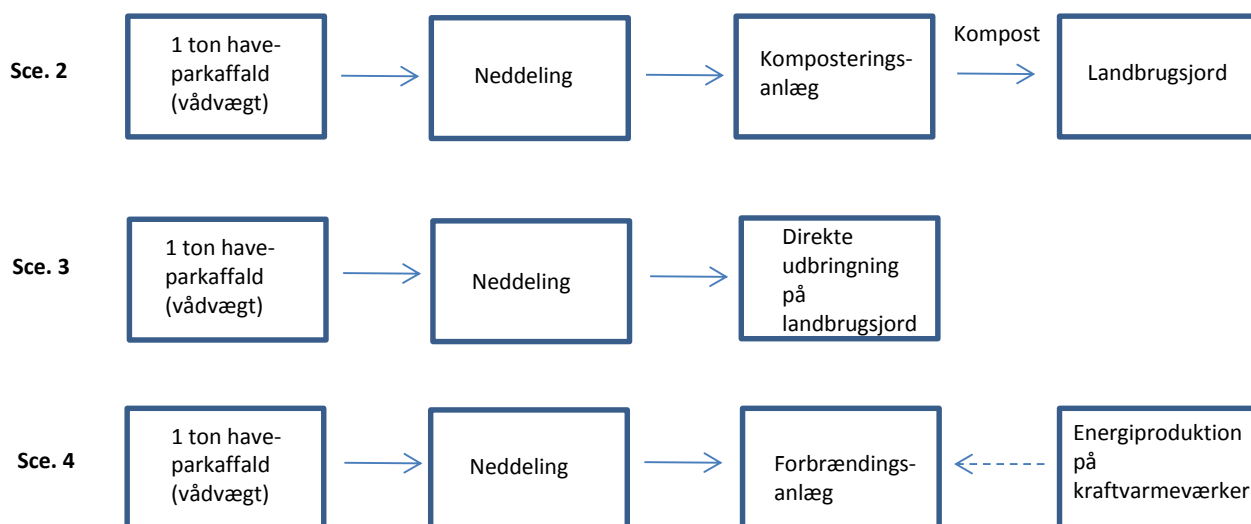 Sce. 2
1 ton have-
parkaffald
(vådvægt)
Neddeling
Komposterings-
anlæg
Kompost
Landbrugsjord
Sce. 3
1 ton have-
parkaffald
(vådvægt)
Neddeling
Direkte
udbringning
på
landbrugsjord
Sce. 4
1 ton have-
parkaffald
(vådvægt)
Neddeling
Forbrændings-
anlæg
Energiproduktion
på
kraftvarmeværker